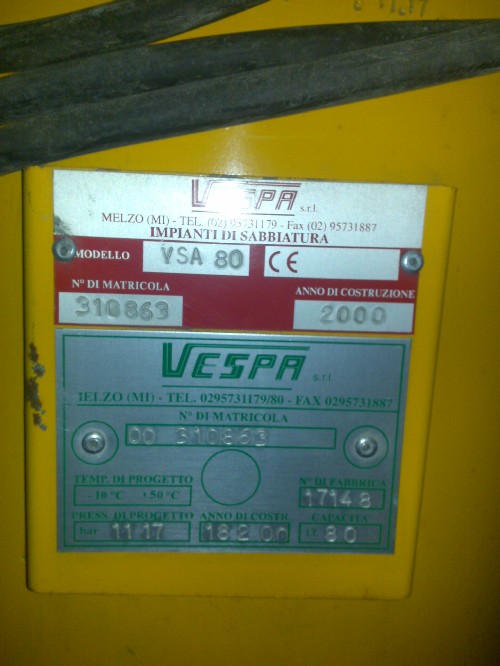 VESPA s.r.l.
MELZO (MI) - TEL. (02) 95731179 - Fax (02) 95731887
IMPIANTI DI SABBIATURA
MODELLO VSA 80 CE
N° DI MATRICOLA ANNO DI COSTRUZIONE
310863 2000
VESPA s.r.l.
MELZO (MI) - TEL. 0295731179/80 - FAX 0295731887
N° DI MATRICOLA
00 310863
TEMP. DI PROGETTO N° DI FABBRICA
-10 °C +50°C 17148
PRESS. DI PROGETTO ANNO DI COSTR. CAPACITA
bar 11.17 18 2 00 LT. 80